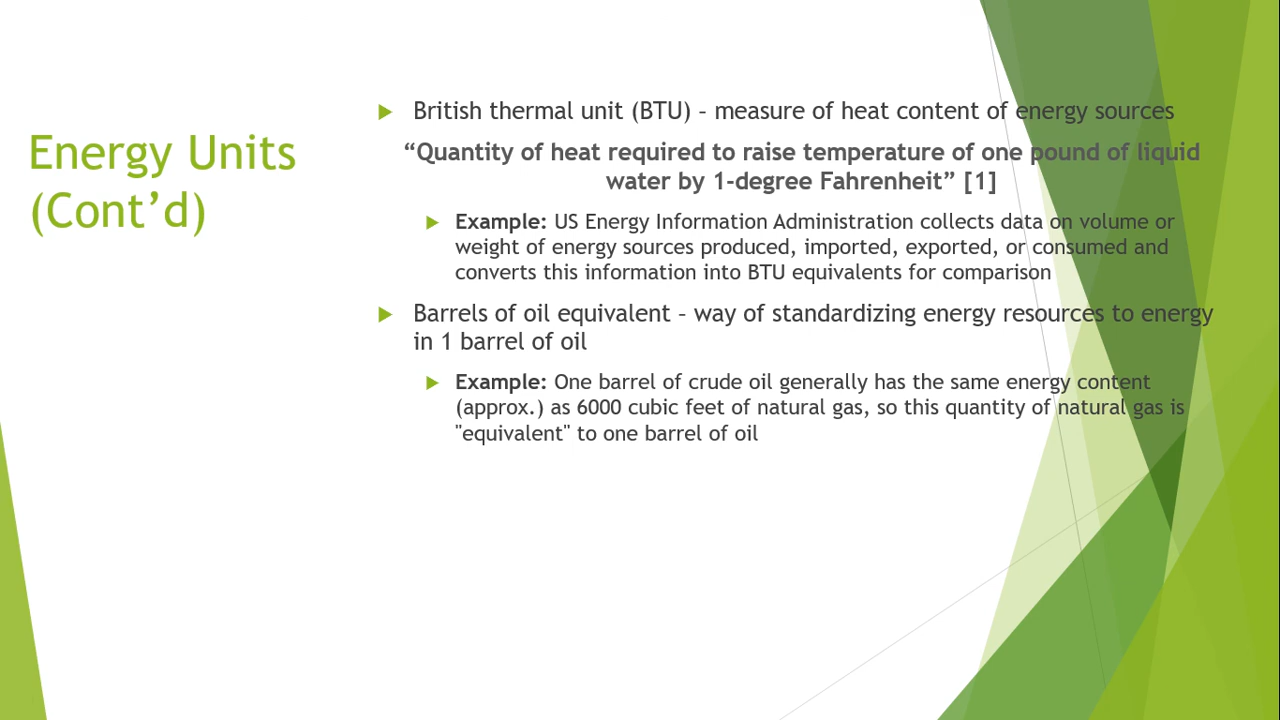 Energy Units
(Cont’d)
British thermal unit (BTU) – measure of heat content of energy sources
“Quantity of heat required to raise temperature of one pound of liquid
water by 1-degree Fahrenheit” [1]
Example: US Energy Information Administration collects data on volume or
weight of energy sources produced, imported, exported, or consumed and
converts this information into BTU equivalents for comparison
Barrels of oil equivalent – way of standardizing energy resources to energy
in 1 barrel of oil
Example: One barrel of crude oil generally has the same energy content
(approx.) as 6000 cubic feet of natural gas, so this quantity of natural gas is
"equivalent" to one barrel of oil